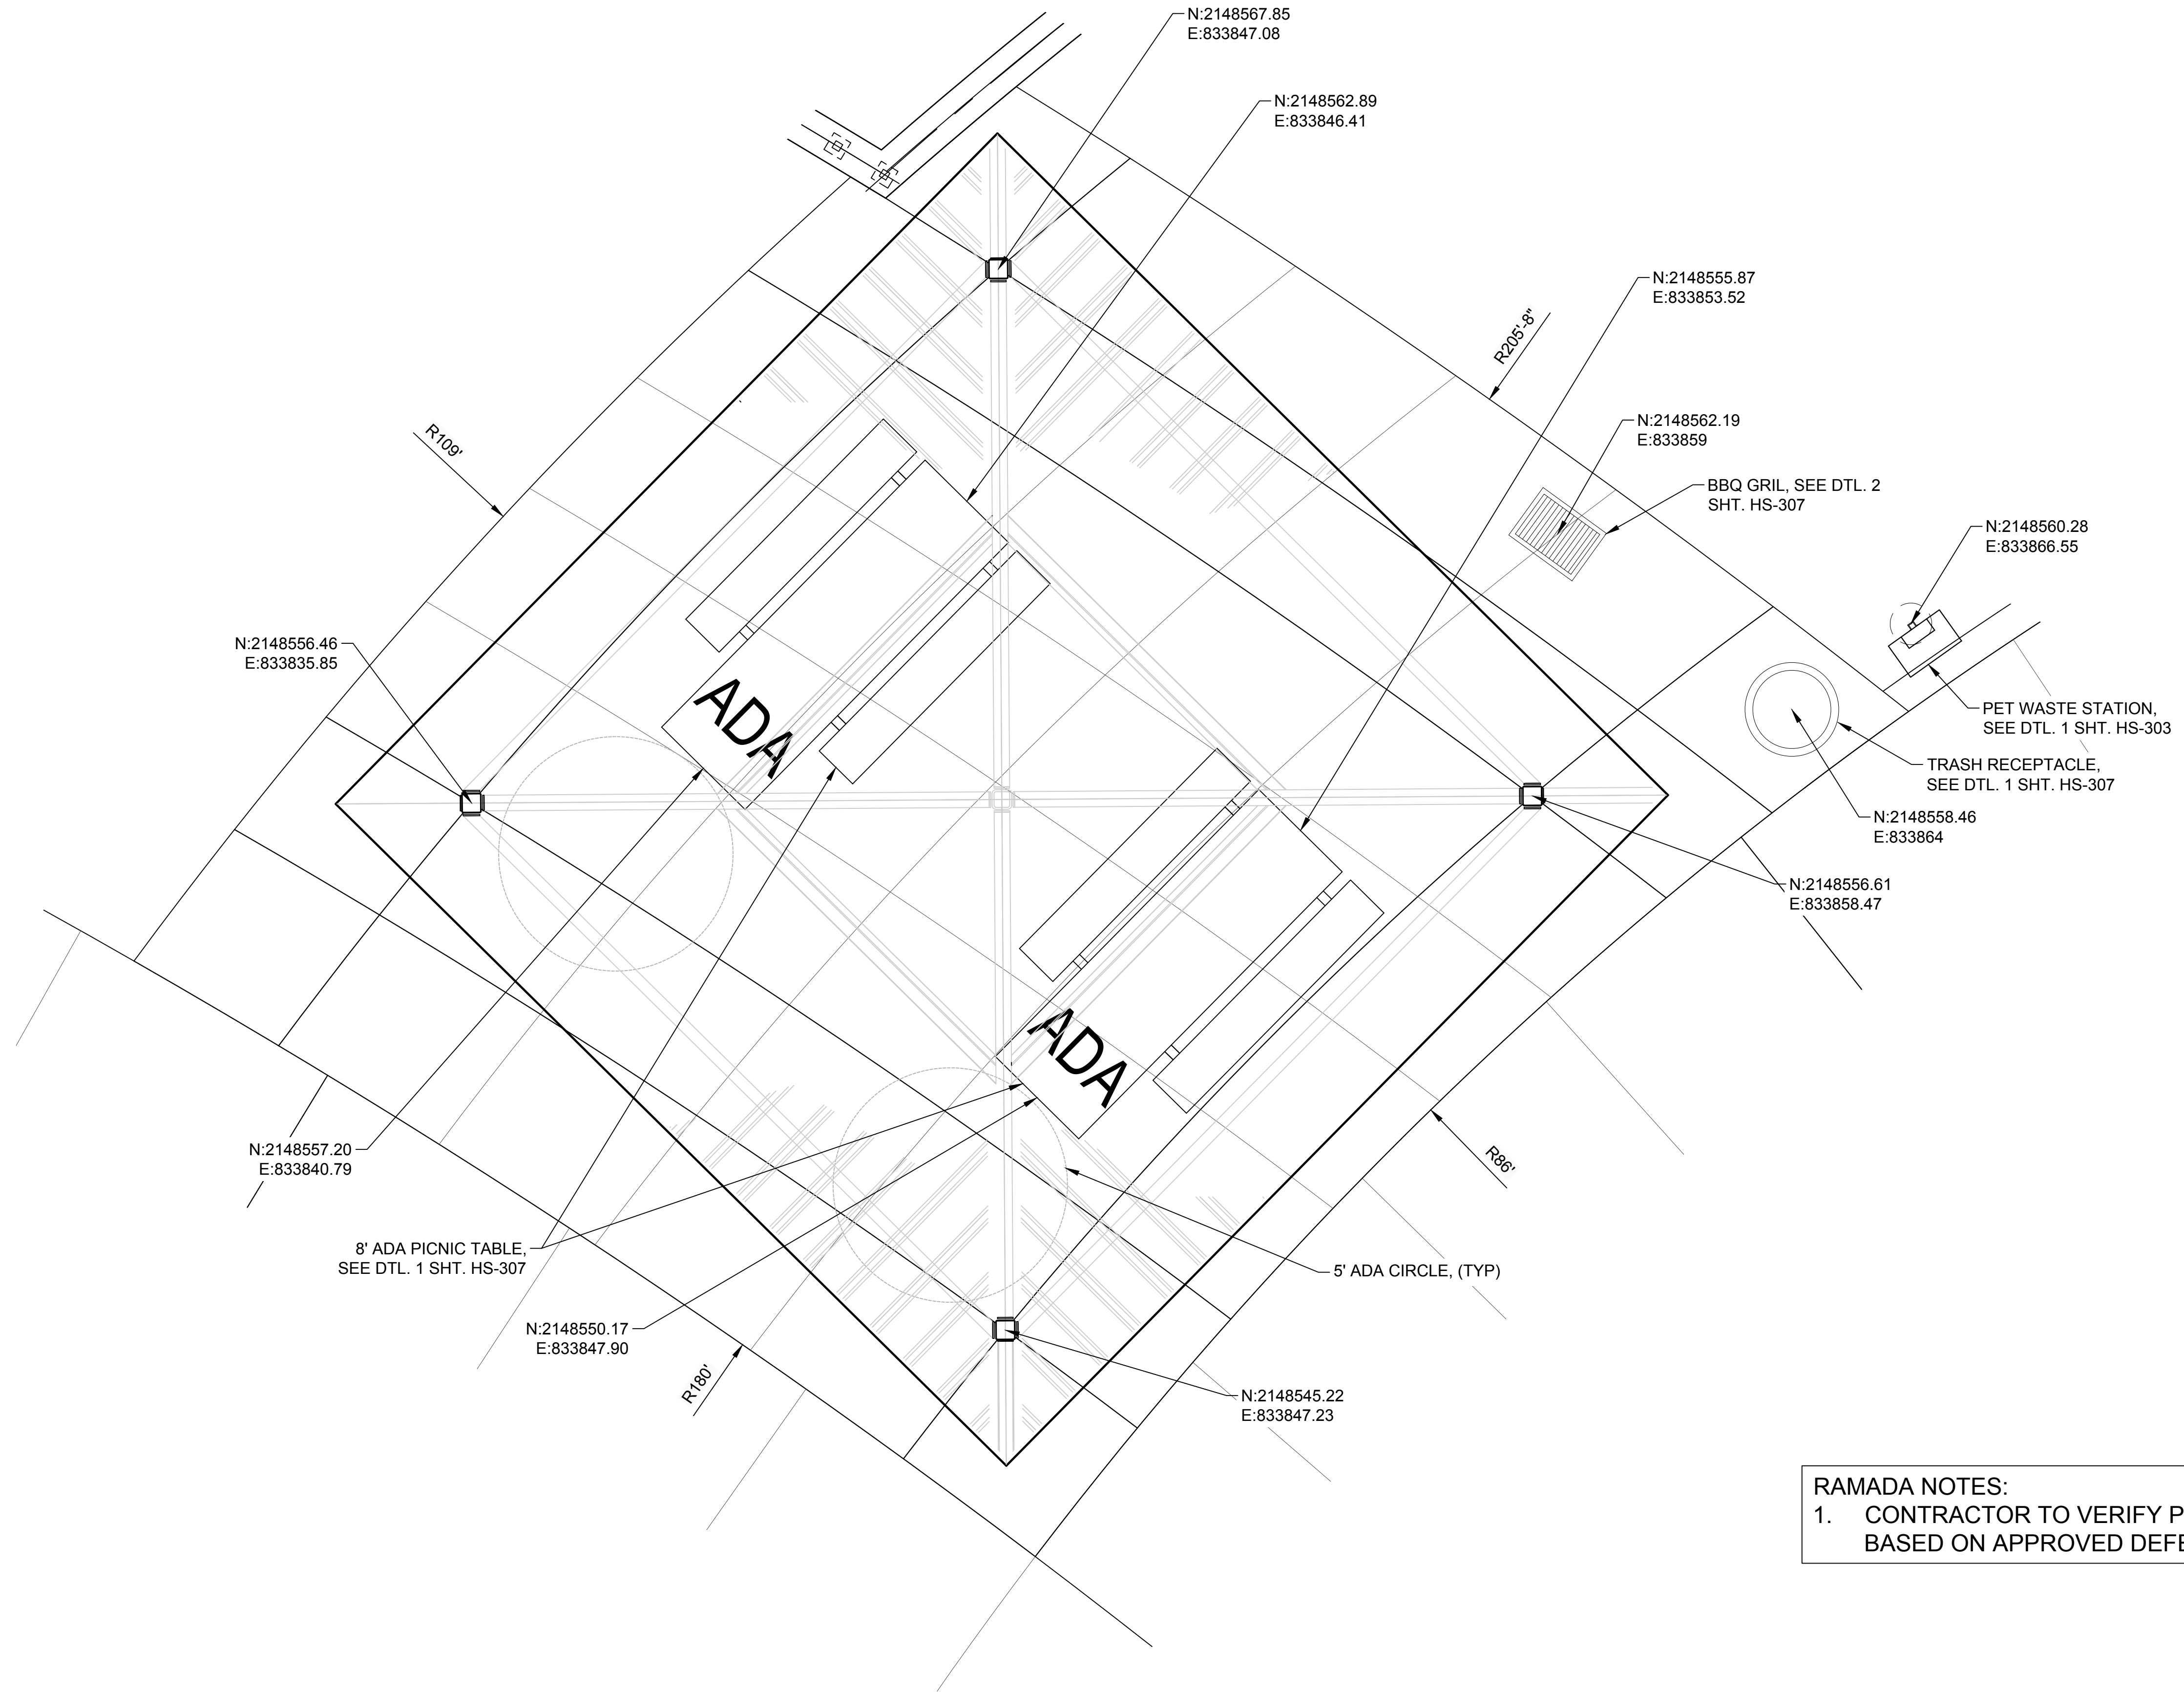 N:2148567.85
E:833847.08
N:2148562.89
E:833846.41
N:2148555.87
E:833853.52
R205'-8"
N:2148562.19
E:833859
R109'
BBQ GRIL, SEE DTL. 2
SHT. HS-307
N:2148560.28
E:833866.55
N:2148556.46
E:833835.85
ADA
PET WASTE STATION,
SEE DTL. 1 SHT. HS-303
TRASH RECEPTACLE,
SEE DTL. 1 SHT. HS-307
N:2148558.46
E:833864
N:2148556.61
E:833858.47
ADA
N:2148557.20
E:833840.79
R86'
8' ADA PICNIC TABLE,
SEE DTL. 1 SHT. HS-307
5' ADA CIRCLE, (TYP)
N:2148550.17
E:833847.90
R180'
N:2148545.22
E:833847.23
RAMADA NOTES:
1. CONTRACTOR TO VERIFY P
BASED ON APPROVED DEFE